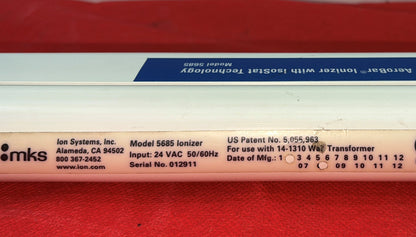 AeroBar® Ionizer with isoStat Technology
Model 5685
mks
Ion Systems, Inc.
Alameda, CA 94502
800 367-2452
www.ion.com
Model 5685 Ionizer
Input: 24 VAC 50/60Hz
Serial No. 012911
US Patent No. 5,055,963
For use with 14-1310 Wall Transformer
Date of Mfg.: 1 3 4 5 6 7 8 9 10 11 12
07 09 10 11 12